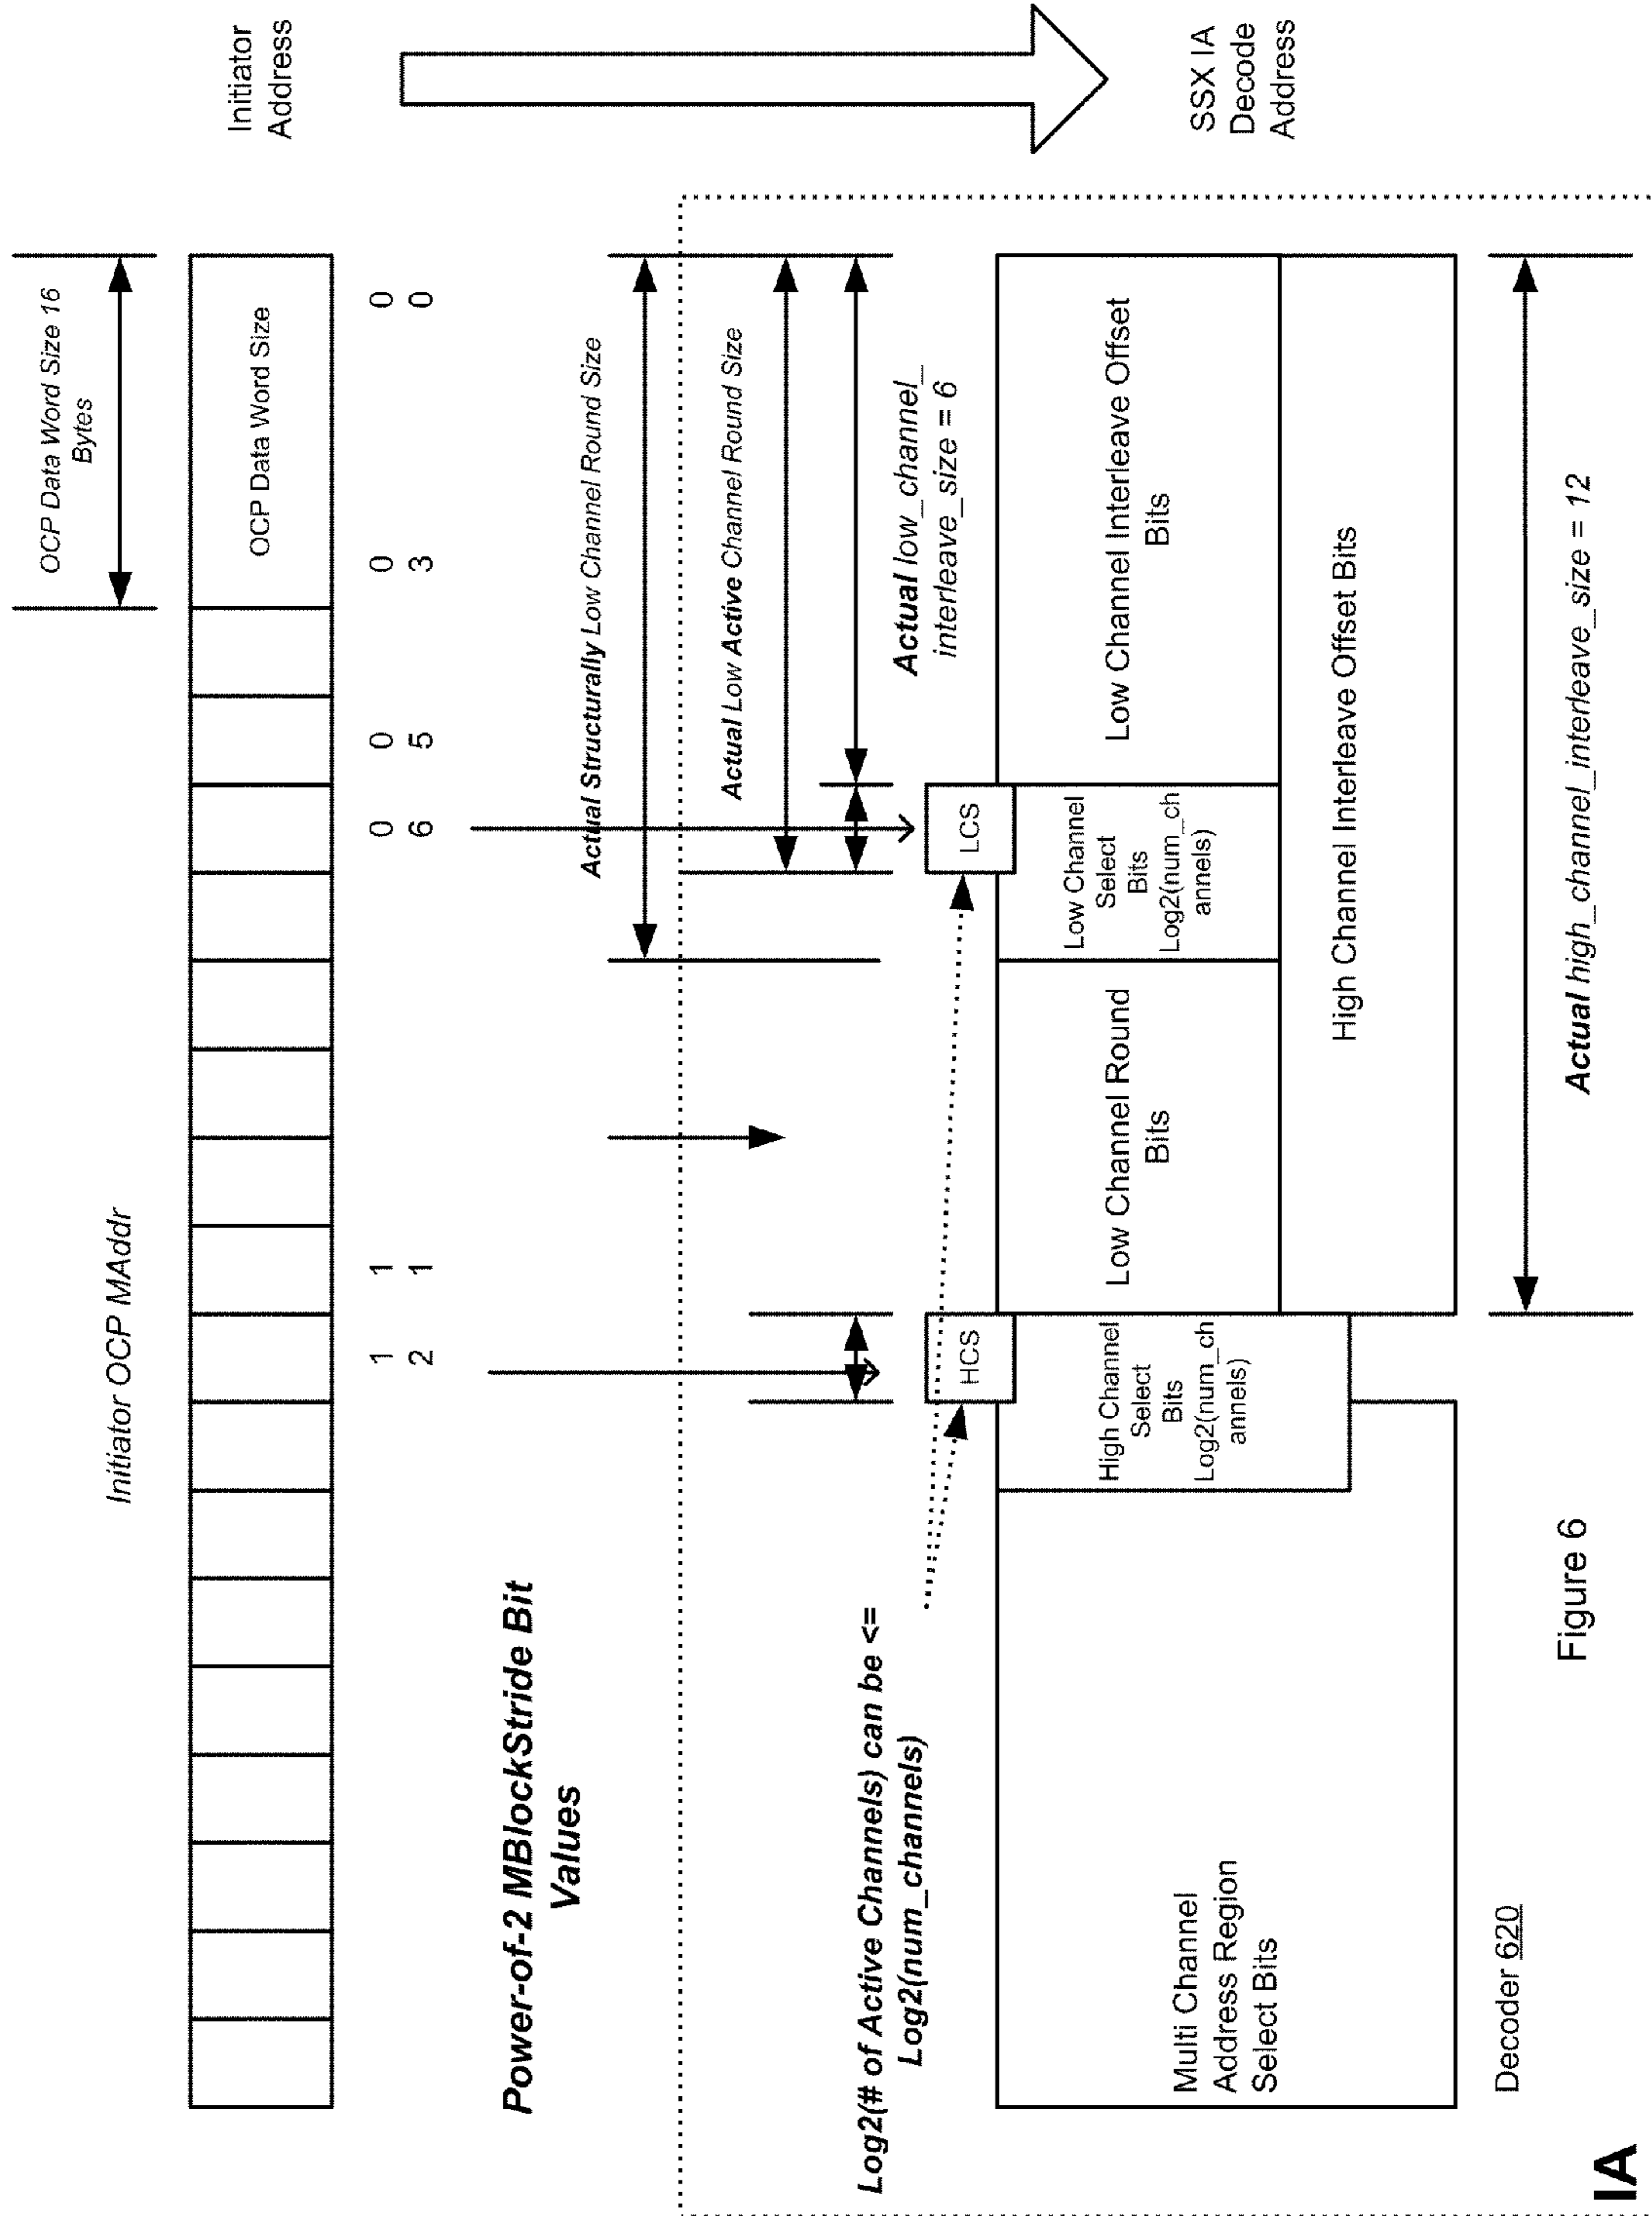 Initiator OCP MAddr
OCP Data Word Size 16
Bytes
OCP Data Word Size
Initiator
Address
1 1 0 0 0 0
2 1 6 5 3 0
Power-of-2 MBlockStride Bit
Values
Actual Structurally Low Channel Round Size
Actual Low Active Channel Round Size
Actual low_channel_
interleave_size = 6
Log2(# of Active Channels) can be <=
Log2(num_channels)
HCS
LCS
SSX IA
Decode
Address
Multi Channel
Address Region
Select Bits
High Channel
Select
Bits
Log2(num_ch
annels)
Low Channel Round
Bits
Low Channel
Select
Bits
Log2(num_ch
annels)
Low Channel Interleave Offset
Bits
High Channel Interleave Offset Bits
Decoder 620
Actual high_channel_interleave_size = 12
Figure 6
IA